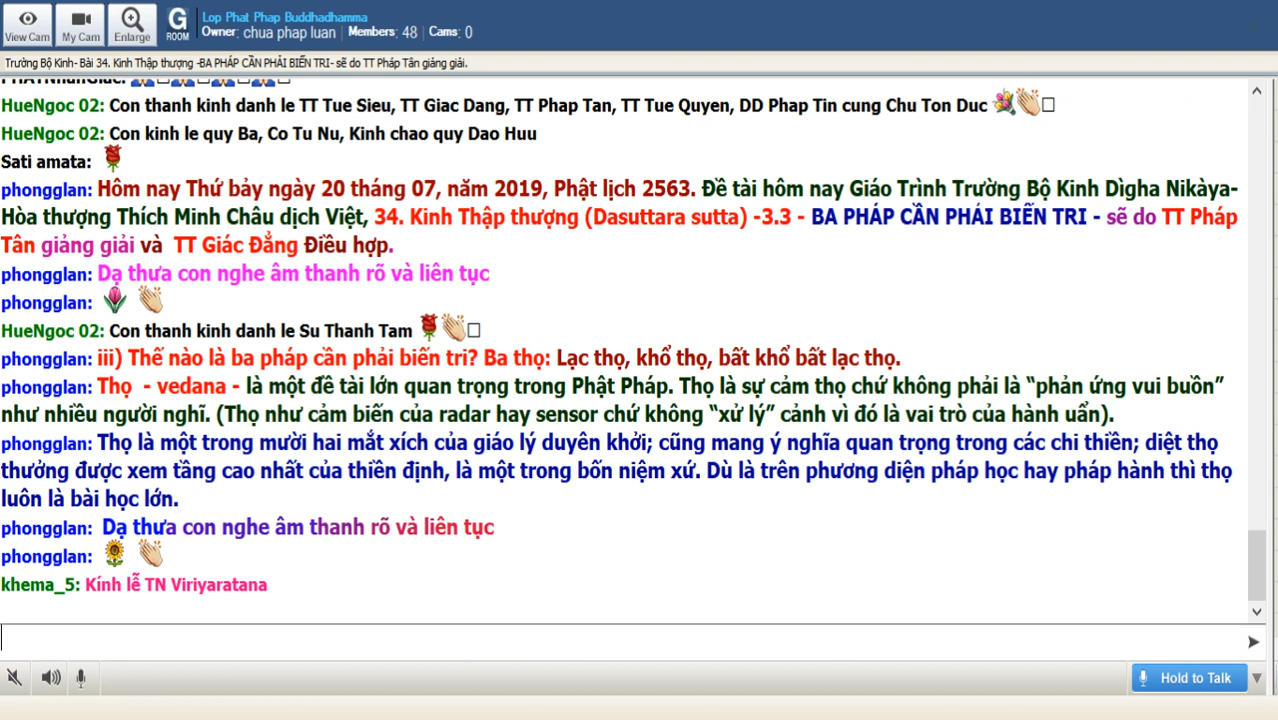 View Cam
My Cam
Enlarge
G
ROOM
Lop Phat Phap Buddhadhamma
Owner: chua phap luan | Members: 48 | Cams: 0
Trường Bộ Kinh- Bài 34. Kinh Thập thượng -BA PHÁP CẦN PHẢI BIẾN TRI- sẽ do TT Pháp Tân giảng giải.
HueNgoc 02: Con thanh kinh danh le TT Tue Sieu, TT Giac Dang, TT Phap Tan, TT Tue Quyen, DD Phap Tin cung Chu Ton Duc
HueNgoc 02: Con kinh le quy Ba, Co Tu Nu, Kinh chao quy Dao Huu
Sati amata:
phongglan: Hôm nay Thứ bảy ngày 20 tháng 07, năm 2019, Phật lịch 2563. Đề tài hôm nay Giáo Trình Trường Bộ Kinh Dìgha Nikàya-
Hòa thượng Thích Minh Châu dịch Việt, 34. Kinh Thập thượng (Dasuttara sutta) -3.3 - BA PHÁP CẦN PHẢI BIẾN TRI - sẽ do TT Pháp
Tân giảng giải và TT Giác Đẳng Điều hợp.
phongglan: Dạ thưa con nghe âm thanh rõ và liên tục
phongglan:
HueNgoc 02: Con thanh kinh danh le Su Thanh Tam
phongglan: iii) Thế nào là ba pháp cần phải biến tri? Ba thọ: Lạc thọ, khổ thọ, bất khổ bất lạc thọ.
phongglan: Thọ - vedana - là một đề tài lớn quan trọng trong Phật Pháp. Thọ là sự cảm thọ chứ không phải là “phản ứng vui buồn”
như nhiều người nghĩ. (Thọ như cảm biến của radar hay sensor chứ không “xử lý” cảnh vì đó là vai trò của hành uẩn).
phongglan: Thọ là một trong mười hai mắt xích của giáo lý duyên khởi; cũng mang ý nghĩa quan trọng trong các chi thiền; diệt thọ
thưởng được xem tầng cao nhất của thiền định, là một trong bốn niệm xứ. Dù là trên phương diện pháp học hay pháp hành thì thọ
luôn là bài học lớn.
phongglan: Dạ thưa con nghe âm thanh rõ và liên tục
phongglan:
khema_5: Kính lễ TN Viriyaratana
Hold to Talk